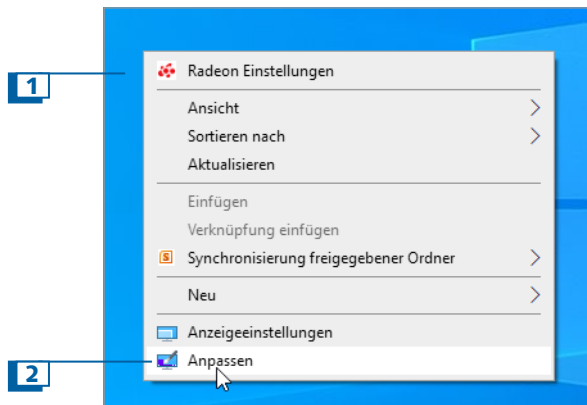 1
Radeon Einstellungen
Ansicht
Sortieren nach
Aktualisieren
Einfügen
Verknüpfung einfügen
S Synchronisierung freigegebener Ordner
Neu
Anzeigeeinstellungen
2 Anpassen